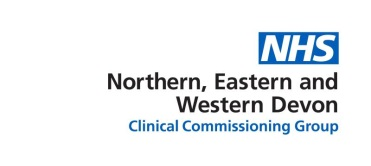 NHS
Northern, Eastern and
Western Devon
Clinical Commissioning Group